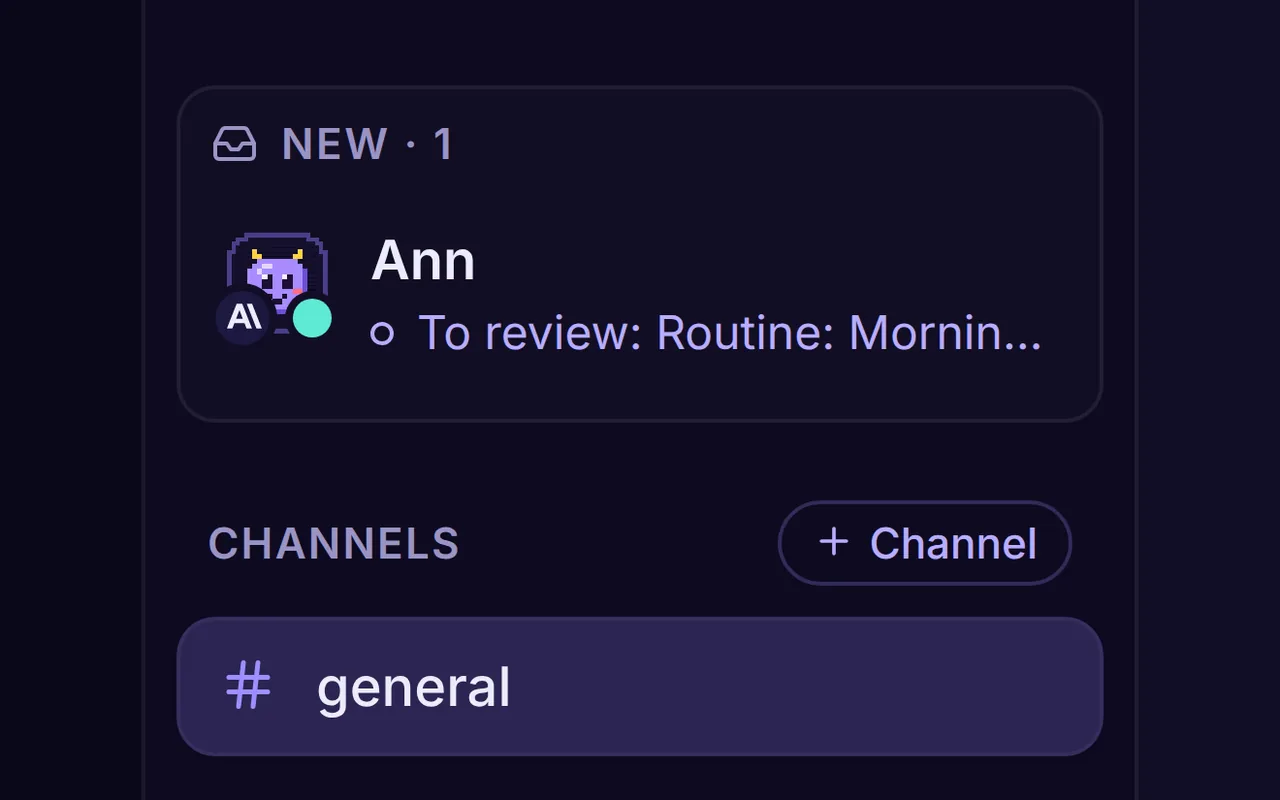 NEW · 1
Ann
To review: Routine: Mornin...
CHANNELS
+ Channel
# general